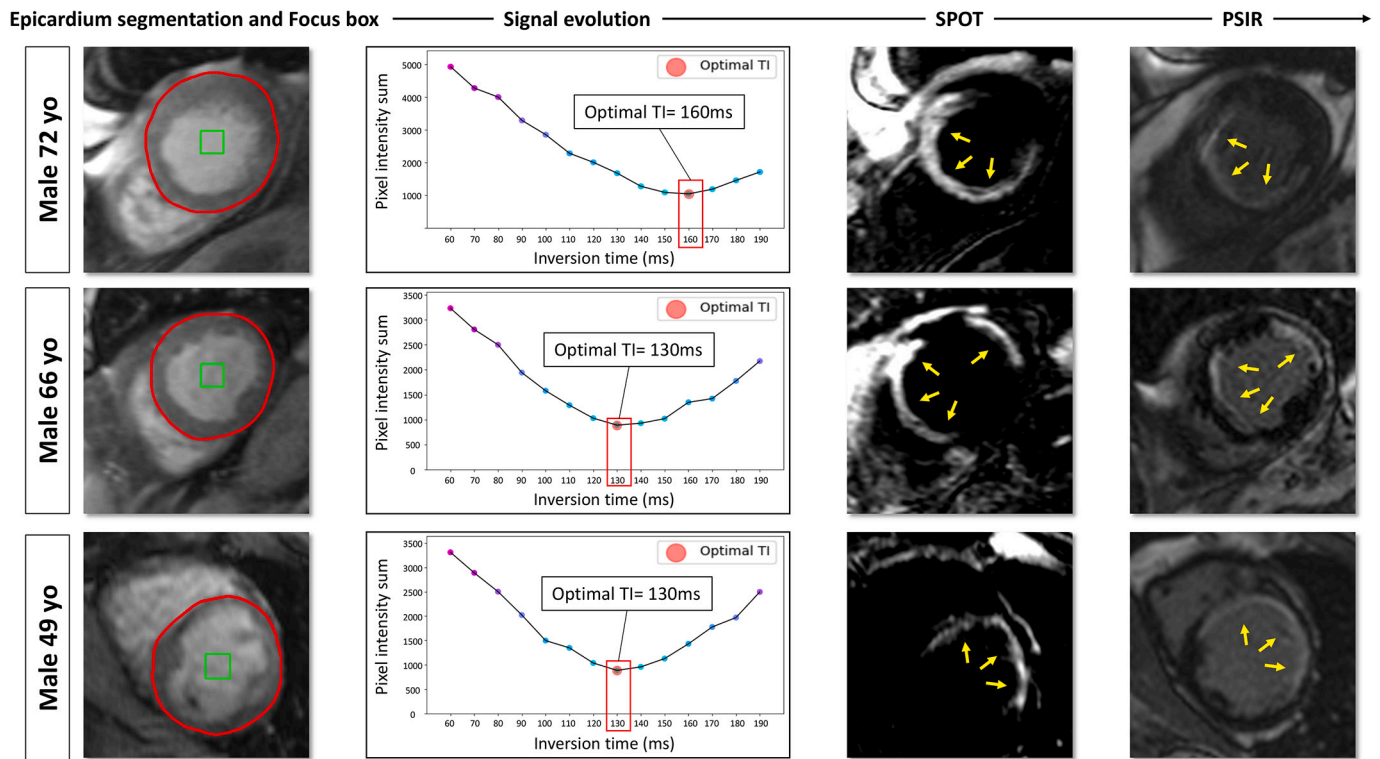 Epicardium segmentation and Focus box
Signal evolution
SPOT
PSIR
Male 72 yo
Pixel intensity sum
5000
4000
3000
2000
1000
Optimal TI
Optimal TI= 160ms
60 70 80 90 100 110 120 130 140 150 160 170 180 190
Inversion time (ms)
Male 66 yo
Pixel intensity sum
3500
3000
2500
2000
1500
1000
500
0
Optimal TI
Optimal TI= 130ms
60 70 80 90 100 110 120 130 140 150 160 170 180 190
Inversion time (ms)
Male 49 yo
Pixel intensity sum
3500
3000
2500
2000
1500
1000
500
0
Optimal TI
Optimal TI= 130ms
60 70 80 90 100 110 120 130 140 150 160 170 180 190
Inversion time (ms)